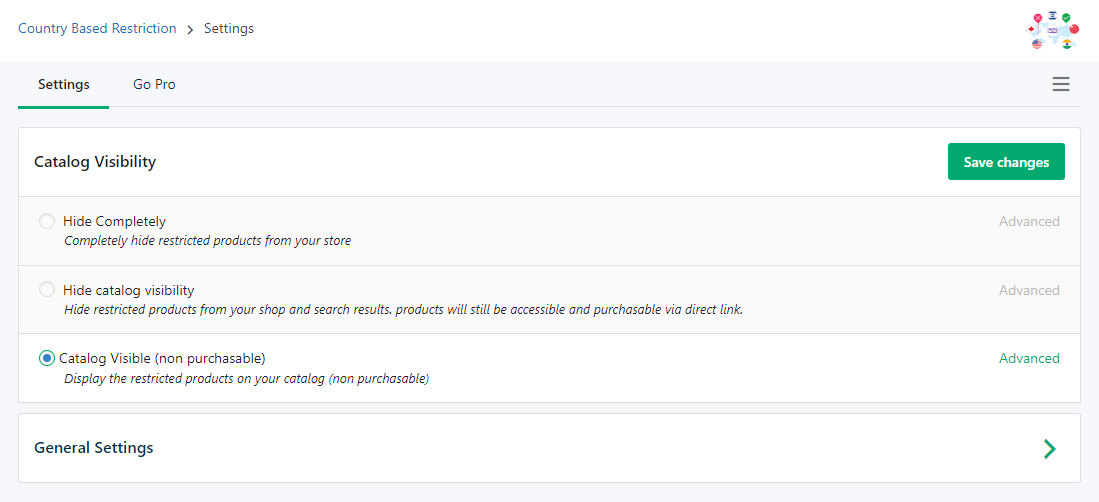 Country Based Restriction > Settings
Settings Go Pro
Catalog Visibility Save changes
Hide Completely Advanced
Completely hide restricted products from your store
Hide catalog visibility Advanced
Hide restricted products from your shop and search results. products will still be accessible and purchasable via direct link.
Catalog Visible (non purchasable) Advanced
Display the restricted products on your catalog (non purchasable)
General Settings